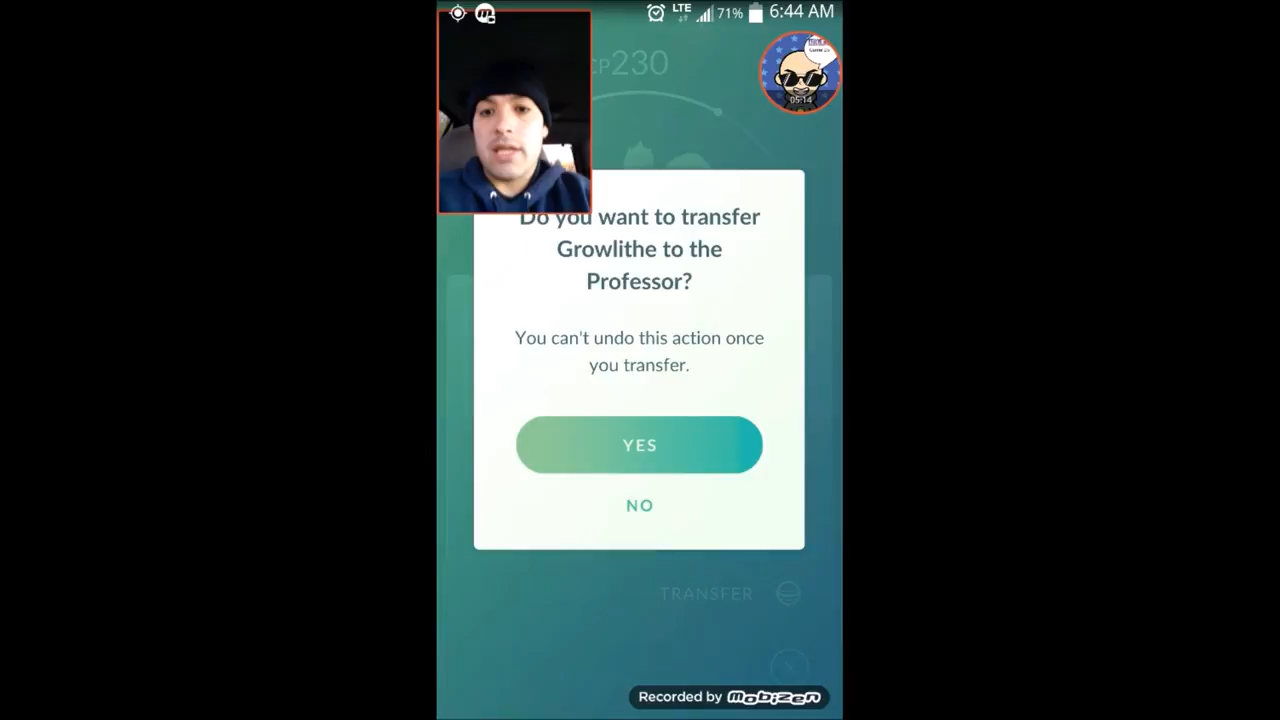 LTE
71%
6:44 AM
CP230
05:14
Do you want to transfer
Growlithe to the
Professor?
You can't undo this action once
you transfer.
YES
NO
TRANSFER
Recorded by mobizen